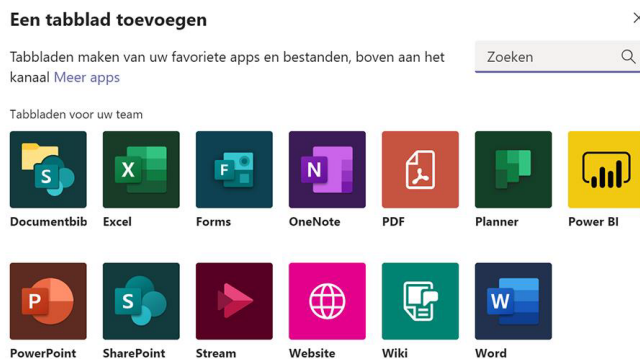 Een tabblad toevoegen
Tabbladen maken van uw favoriete apps en bestanden, boven aan het
kanaal Meer apps
Zoeken
Tabbladen voor uw team
S
X
F
N
Documentbib Excel Forms OneNote PDF Planner Power BI
P
S
W
PowerPoint SharePoint Stream Website Wiki Word